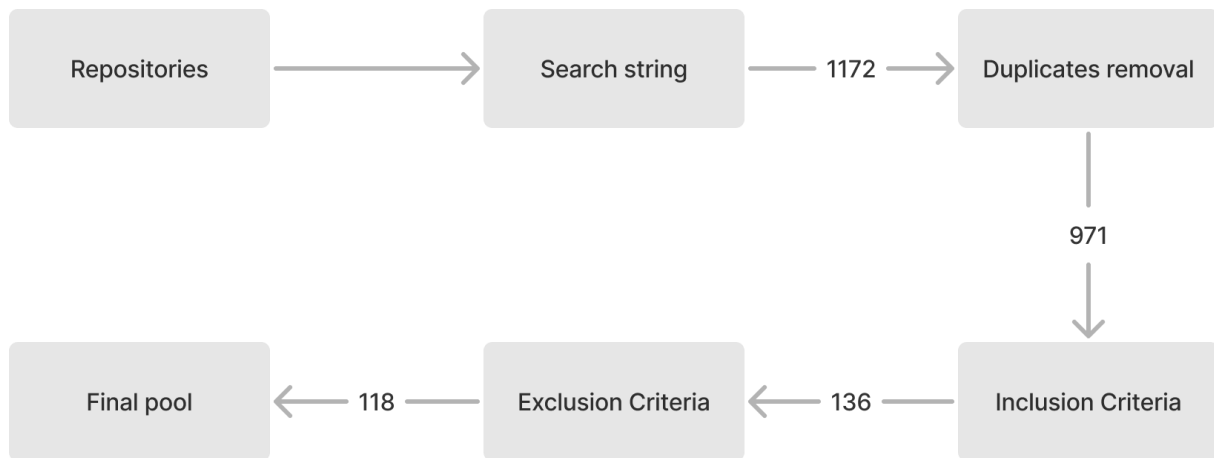 Repositories
Search string
1172
Duplicates removal
971
Inclusion Criteria
136
Exclusion Criteria
118
Final pool